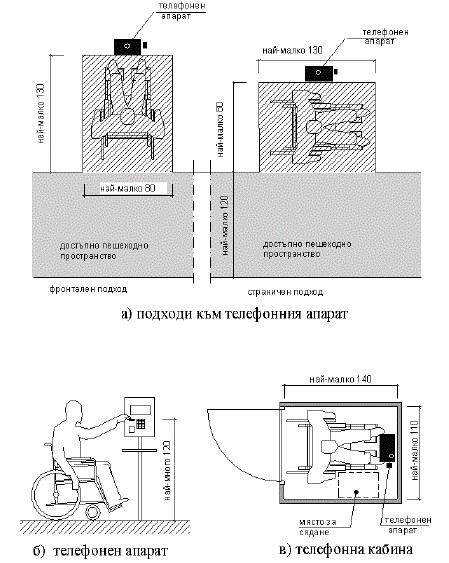 телефонен
апарат
телефонен
апарат
най-малко 130
най-малко 130
най-малко 80
най-малко 80
най-малко 120
достъпно пешеходно
пространство
достъпно пешеходно
пространство
фронтален подход
страничен подход
а) подходи към телефонния апарат
най-малко 140
най-малко 110
най-много 120
място за
сядане
телефонен
апарат
б) телефонен апарат
в) телефонна кабина